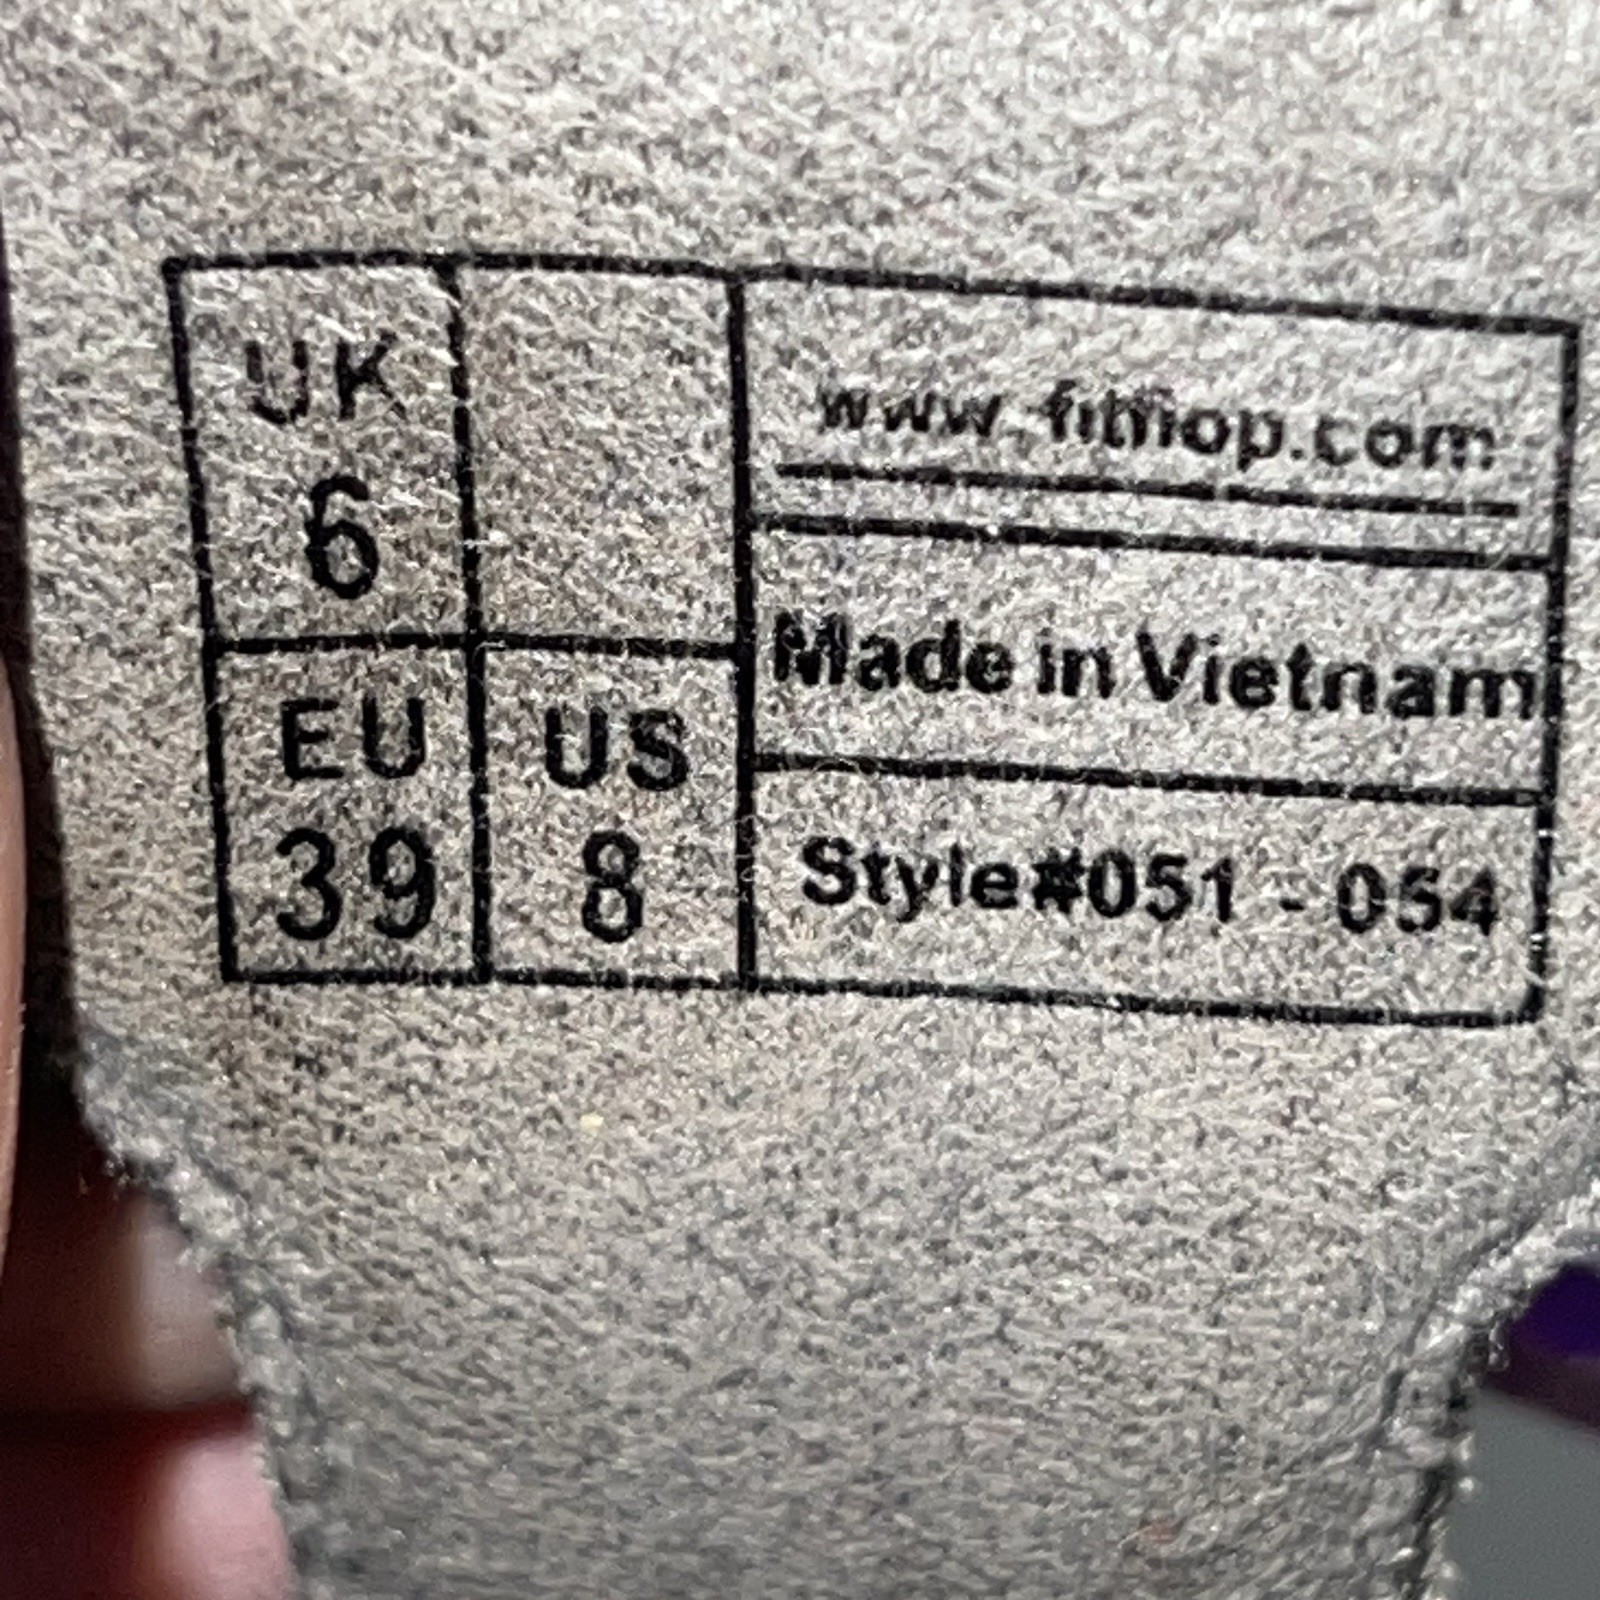 UK
6
EU
39
US
8
www.fitflop.com
Made in Vietnam
Style#051 - 054